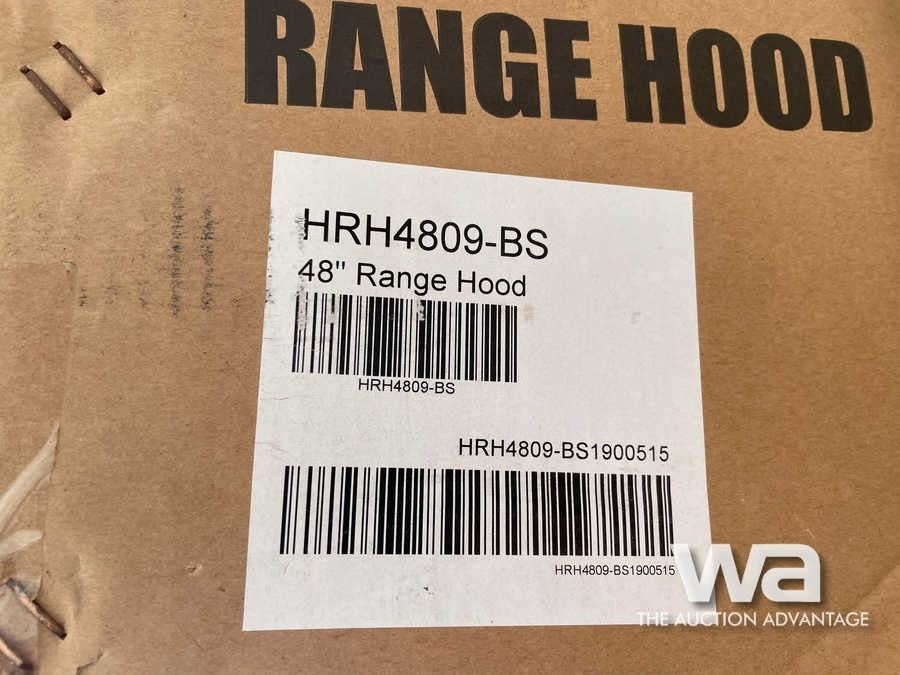 RANGE HOOD
HRH4809-BS
48" Range Hood
HRH4809-BS
HRH4809-BS1900515
HRH4809-BS1900515
wa
THE AUCTION ADVANTAGE